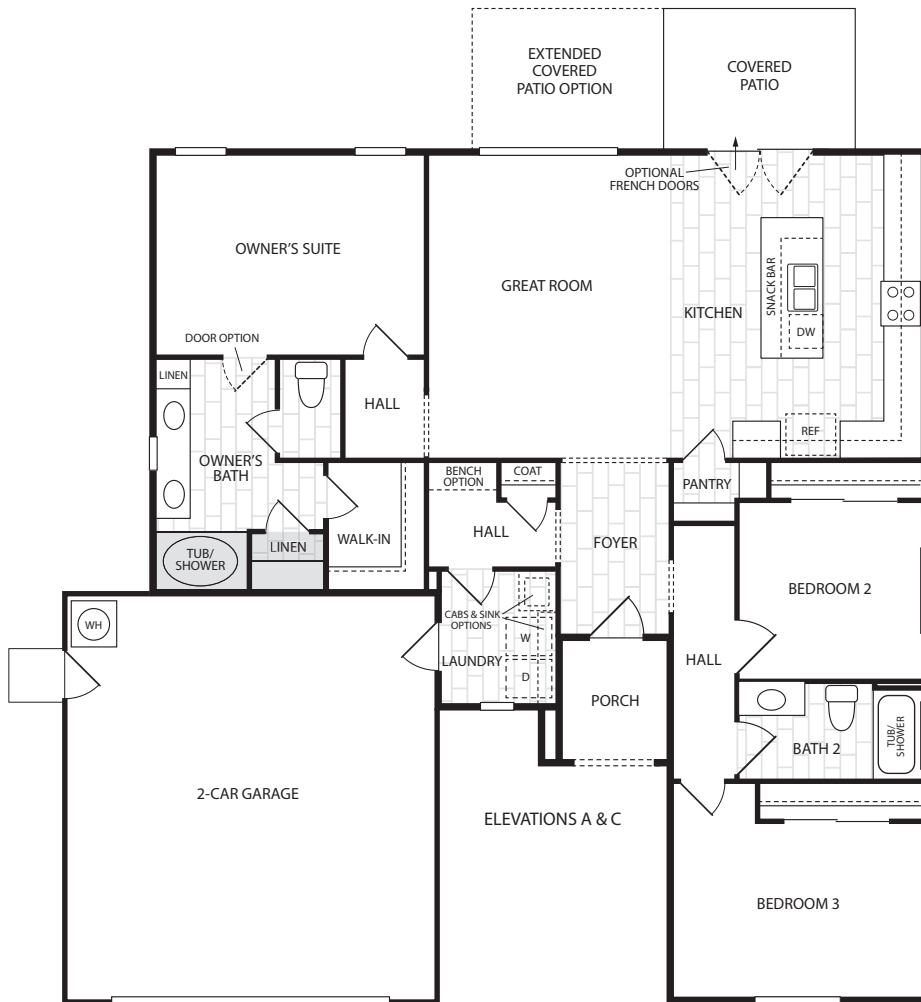 EXTENDED
COVERED
PATIO OPTION
COVERED
PATIO
OPTIONAL
FRENCH DOORS
OWNER'S SUITE
GREAT ROOM
SNACK BAR
KITCHEN
DW
DOOR OPTION
LINEN
HALL
REF
OWNER'S
BATH
BENCH
OPTION
COAT
PANTRY
WALK-IN
HALL
FOYER
LINEN
TUB/
SHOWER
BEDROOM 2
WH
CABS & SINK
OPTIONS
W
LAUNDRY
D
HALL
PORCH
BATH 2
TUB/
SHOWER
2-CAR GARAGE
ELEVATIONS A & C
BEDROOM 3